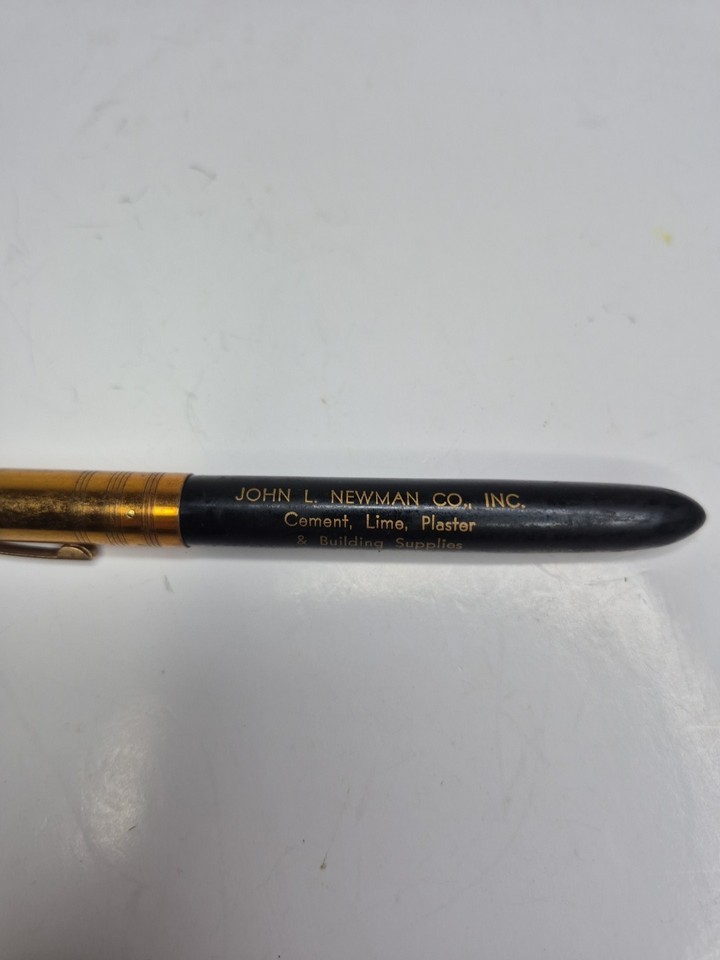 JOHN L. NEWMAN CO., INC.
Cement, Lime, Plaster
& Building Supplies